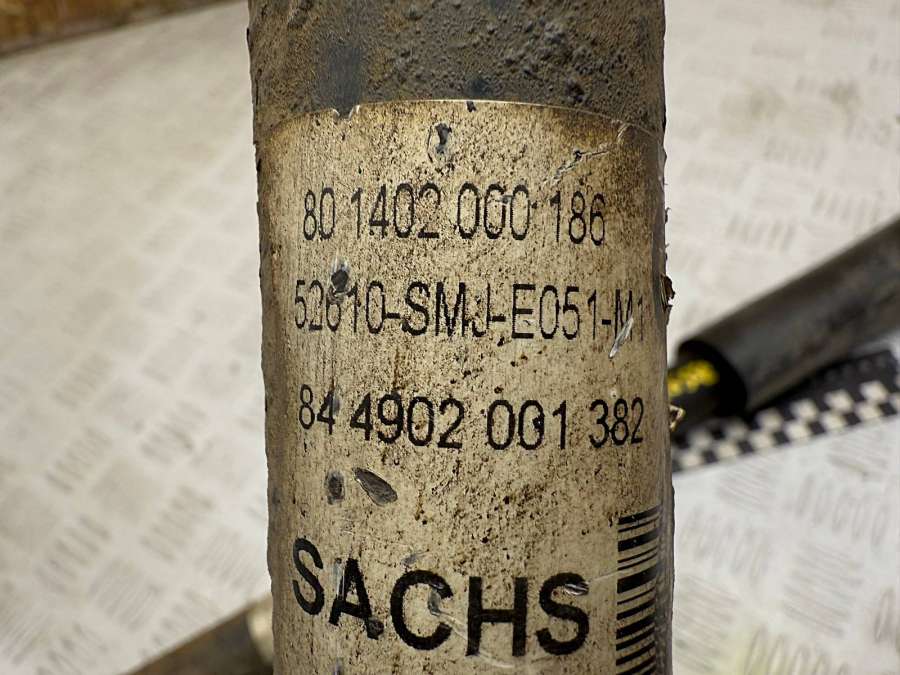 80 1402 000 186
52610-SMJ-E051-M1
84 4902 001 382
SACHS